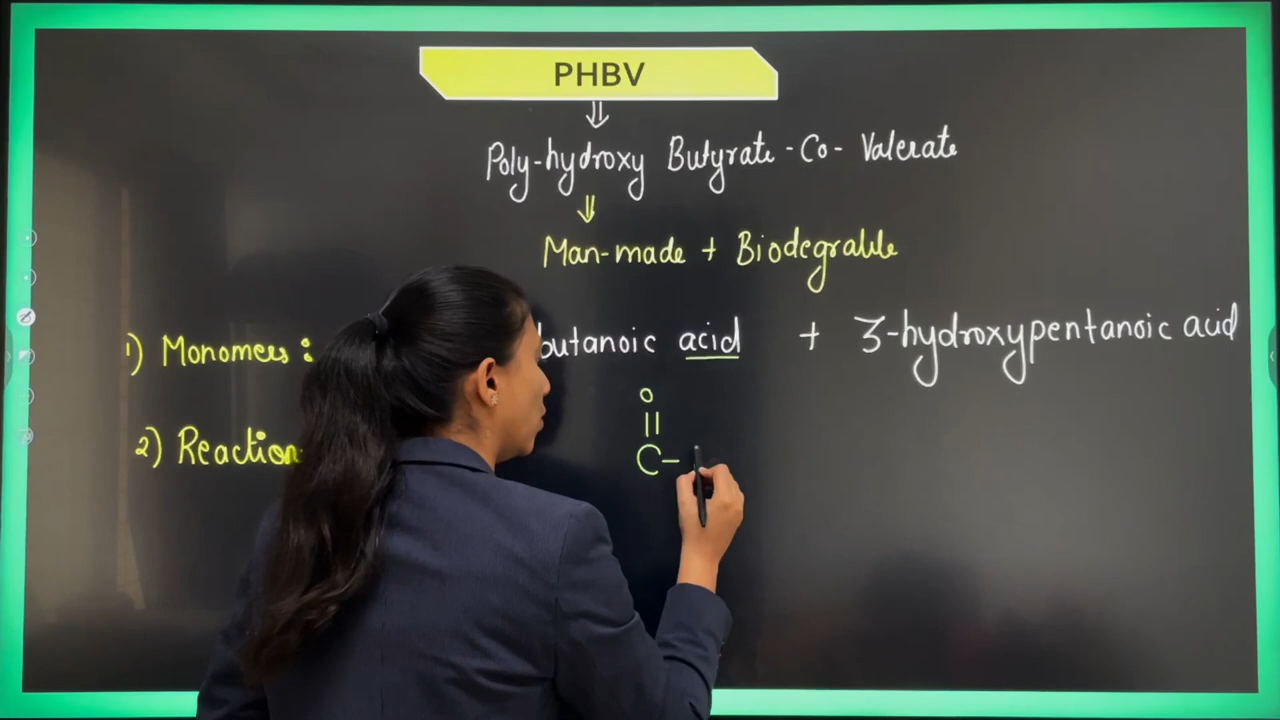 PHBV
Poly-hydroxy Butyrate-Co-Valerate
Man-made + Biodegrable
1) Monomers: butanoic acid + 3-hydroxypentanoic acid
2) Reaction
O
C-